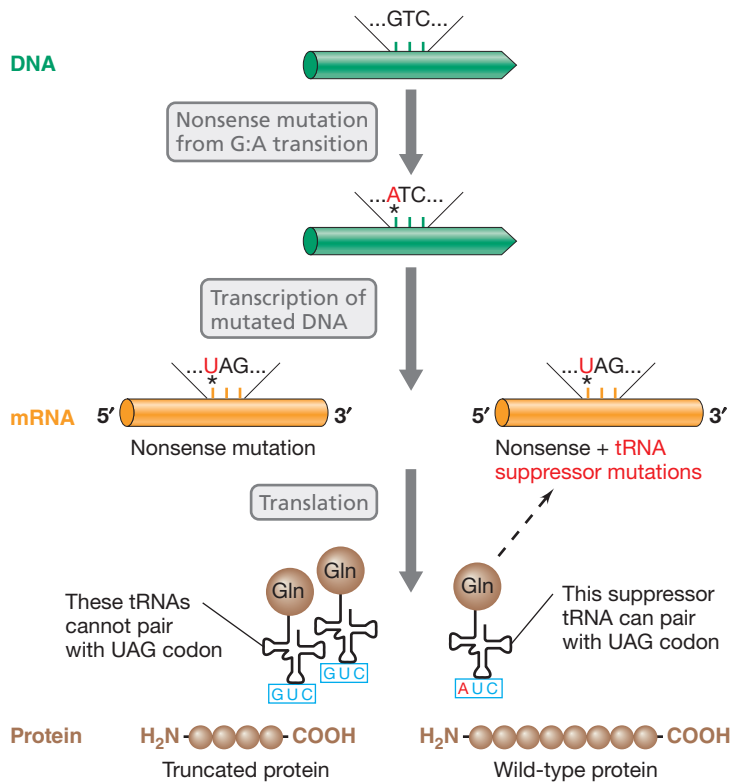 ...GTC...
DNA
Nonsense mutation
from G:A transition
...ATC...
*
Transcription of
mutated DNA
...UAG...
*
...UAG...
*
mRNA
5′
3′
5′
3′
Nonsense mutation
Nonsense + tRNA
suppressor mutations
Translation
Gln
Gln
Gln
These tRNAs
cannot pair
with UAG codon
This suppressor
tRNA can pair
with UAG codon
GUC
GUC
AUC
Protein
H₂N
COOH
H₂N
COOH
Truncated protein
Wild-type protein